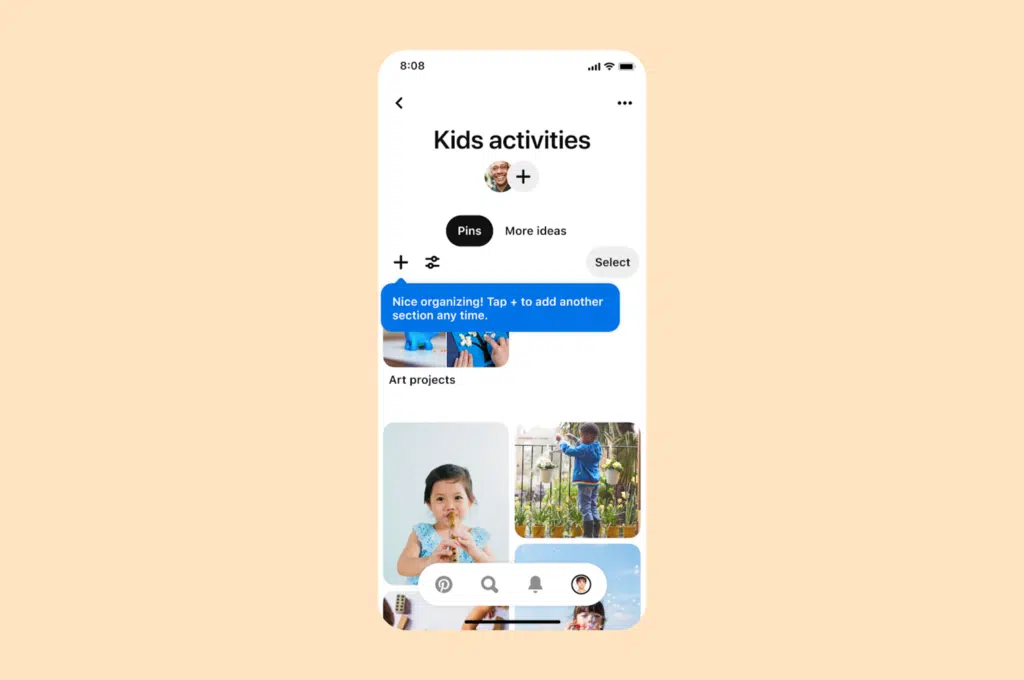 8:08
Kids activities
Pins
More ideas
Select
Nice organizing! Tap + to add another
section any time.
Art projects